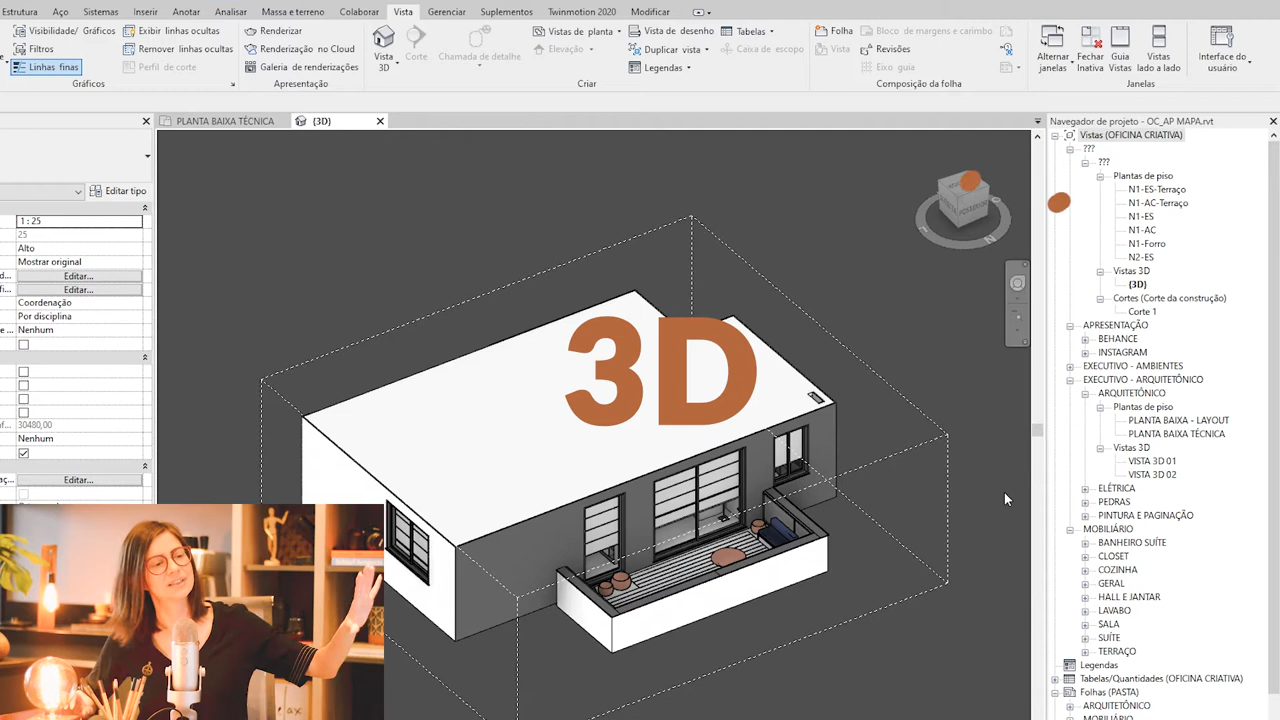 Estrutura Aço Sistemas Inserir Anotar Analisar Massa e terreno Colaborar Vista Gerenciar Suplementos Twinmotion 2020 Modificar
Visibilidade/ Gráficos
Filtros
Linhas finas
Exibir linhas ocultas
Remover linhas ocultas
Perfil de corte
Gráficos
Renderizar
Renderização no Cloud
Galeria de renderizações
Apresentação
Vista 3D
Corte
Chamada de detalhe
Vistas de planta
Elevação
Vista de desenho
Duplicar vista
Legendas
Tabelas
Caixa de escopo
Criar
Folha
Vista
Bloco de margens e carimbo
Revisões
Eixo guia
Composição da folha
Alternar janelas
Fechar Inativa
Guia Vistas
Vistas lado a lado
Janelas
Interface do usuário
PLANTA BAIXA TÉCNICA
{3D}
Editar tipo
1 : 25
25
Alto
Mostrar original
Editar...
Editar...
Coordenação
Por disciplina
Nenhum
30480,00
Nenhum
Editar...
3D
Navegador de projeto - OC_AP MAPA.rvt
Vistas (OFICINA CRIATIVA)
???
???
Plantas de piso
N1-ES-Terraço
N1-AC-Terraço
N1-ES
N1-AC
N1-Forro
N2-ES
Vistas 3D
{3D}
Cortes (Corte da construção)
Corte 1
APRESENTAÇÃO
BEHANCE
INSTAGRAM
EXECUTIVO - AMBIENTES
EXECUTIVO - ARQUITETÔNICO
ARQUITETÔNICO
Plantas de piso
PLANTA BAIXA - LAYOUT
PLANTA BAIXA TÉCNICA
Vistas 3D
VISTA 3D 01
VISTA 3D 02
ELÉTRICA
PEDRAS
PINTURA E PAGINAÇÃO
MOBILIÁRIO
BANHEIRO SUÍTE
CLOSET
COZINHA
GERAL
HALL E JANTAR
LAVABO
SALA
SUÍTE
TERRAÇO
Legendas
Tabelas/Quantidades (OFICINA CRIATIVA)
Folhas (PASTA)
ARQUITETÔNICO
MOBILIÁRIO